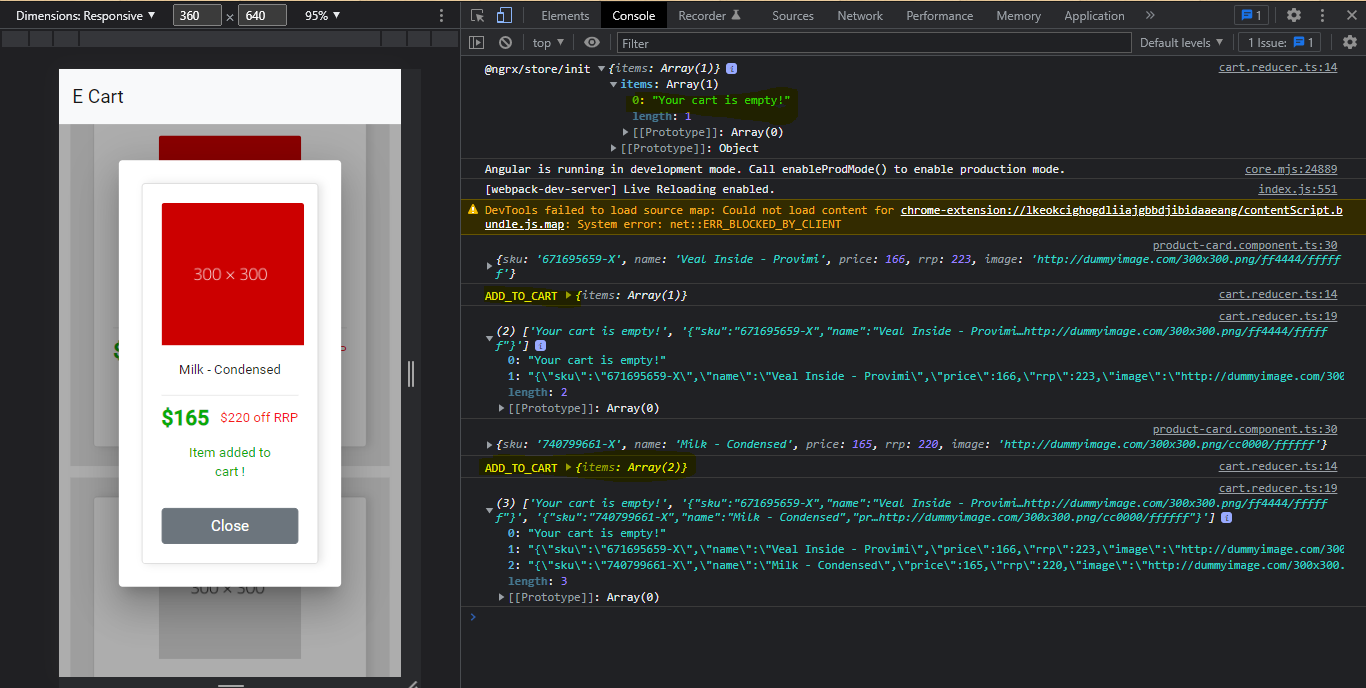 Dimensions: Responsive ▼ 360 × 640 95% ▼
E Cart
300 × 300
Milk - Condensed
$165 $220 off RRP
Item added to
cart !
Close
300 × 300
Elements Console Recorder Sources Network Performance Memory Application » 1
top ▼ Filter Default levels ▼ 1 Issue: 1
@ngrx/store/init ▼{items: Array(1)} i cart.reducer.ts:14
▼items: Array(1)
0: "Your cart is empty!"
length: 1
▶[[Prototype]]: Array(0)
▶[[Prototype]]: Object
Angular is running in development mode. Call enableProdMode() to enable production mode. core.mjs:24889
[webpack-dev-server] Live Reloading enabled. index.js:551
DevTools failed to load source map: Could not load content for chrome-extension://lkeokcighogdliiajgbbdjibidaaeang/contentScript.b
undle.js.map: System error: net::ERR_BLOCKED_BY_CLIENT
product-card.component.ts:30
▶{sku: '671695659-X', name: 'Veal Inside - Provimi', price: 166, rrp: 223, image: 'http://dummyimage.com/300x300.png/ff4444/fffff
f'}
ADD_TO_CART ▶{items: Array(1)} cart.reducer.ts:14
cart.reducer.ts:19
▼(2) ['Your cart is empty!', '{"sku":"671695659-X","name":"Veal Inside - Provimi…http://dummyimage.com/300x300.png/ff4444/fffff
f"}'] i
0: "Your cart is empty!"
1: "{\"sku\":\"671695659-X\",\"name\":\"Veal Inside - Provimi\",\"price\":166,\"rrp\":223,\"image\":\"http://dummyimage.com/300
length: 2
▶[[Prototype]]: Array(0)
product-card.component.ts:30
▶{sku: '740799661-X', name: 'Milk - Condensed', price: 165, rrp: 220, image: 'http://dummyimage.com/300x300.png/cc0000/ffffff'}
ADD_TO_CART ▶{items: Array(2)} cart.reducer.ts:14
cart.reducer.ts:19
▼(3) ['Your cart is empty!', '{"sku":"671695659-X","name":"Veal Inside - Provimi…http://dummyimage.com/300x300.png/ff4444/fffff
f"}', '{"sku":"740799661-X","name":"Milk - Condensed","pr…http://dummyimage.com/300x300.png/cc0000/ffffff"}'] i
0: "Your cart is empty!"
1: "{\"sku\":\"671695659-X\",\"name\":\"Veal Inside - Provimi\",\"price\":166,\"rrp\":223,\"image\":\"http://dummyimage.com/300
2: "{\"sku\":\"740799661-X\",\"name\":\"Milk - Condensed\",\"price\":165,\"rrp\":220,\"image\":\"http://dummyimage.com/300x300.
length: 3
▶[[Prototype]]: Array(0)